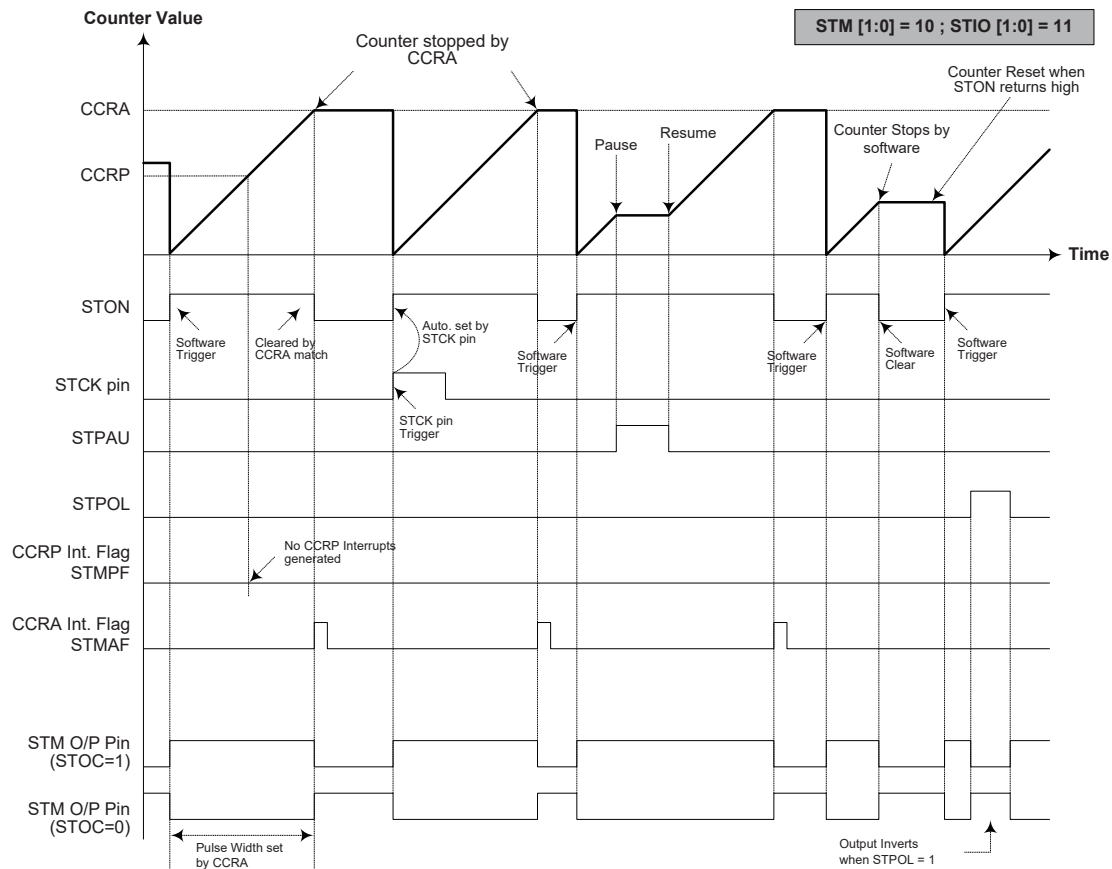 Counter Value
STM [1:0] = 10 ; STIO [1:0] = 11
Counter stopped by
CCRA
Counter Reset when
STON returns high
CCRA
Pause
Resume
Counter Stops by
software
CCRP
Time
STON
Software
Trigger
Cleared by
CCRA match
Auto. set by
STCK pin
Software
Trigger
Software
Trigger
Software
Clear
Software
Trigger
STCK pin
STCK pin
Trigger
STPAU
STPOL
CCRP Int. Flag
STMPF
No CCRP Interrupts
generated
CCRA Int. Flag
STMAF
STM O/P Pin
(STOC=1)
STM O/P Pin
(STOC=0)
Pulse Width set
by CCRA
Output Inverts
when STPOL = 1